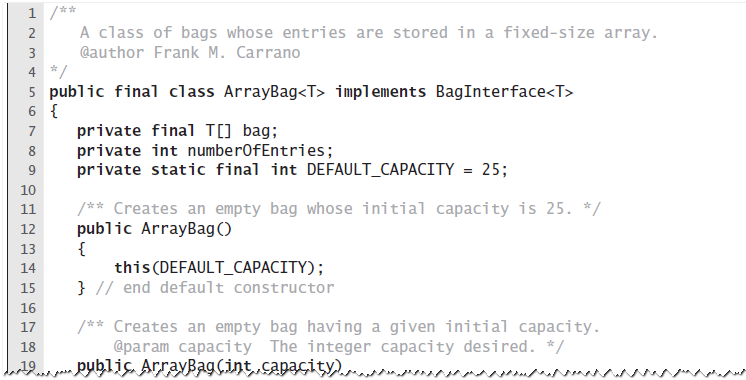 1 /**
2 A class of bags whose entries are stored in a fixed-size array.
3 @author Frank M. Carrano
4 */
5 public final class ArrayBag<T> implements BagInterface<T>
6 {
7 private final T[] bag;
8 private int numberOfEntries;
9 private static final int DEFAULT_CAPACITY = 25;
10
11 /** Creates an empty bag whose initial capacity is 25. */
12 public ArrayBag()
13 {
14 this(DEFAULT_CAPACITY);
15 } // end default constructor
16
17 /** Creates an empty bag having a given initial capacity.
18 @param capacity The integer capacity desired. */
19 public ArrayBag(int capacity)